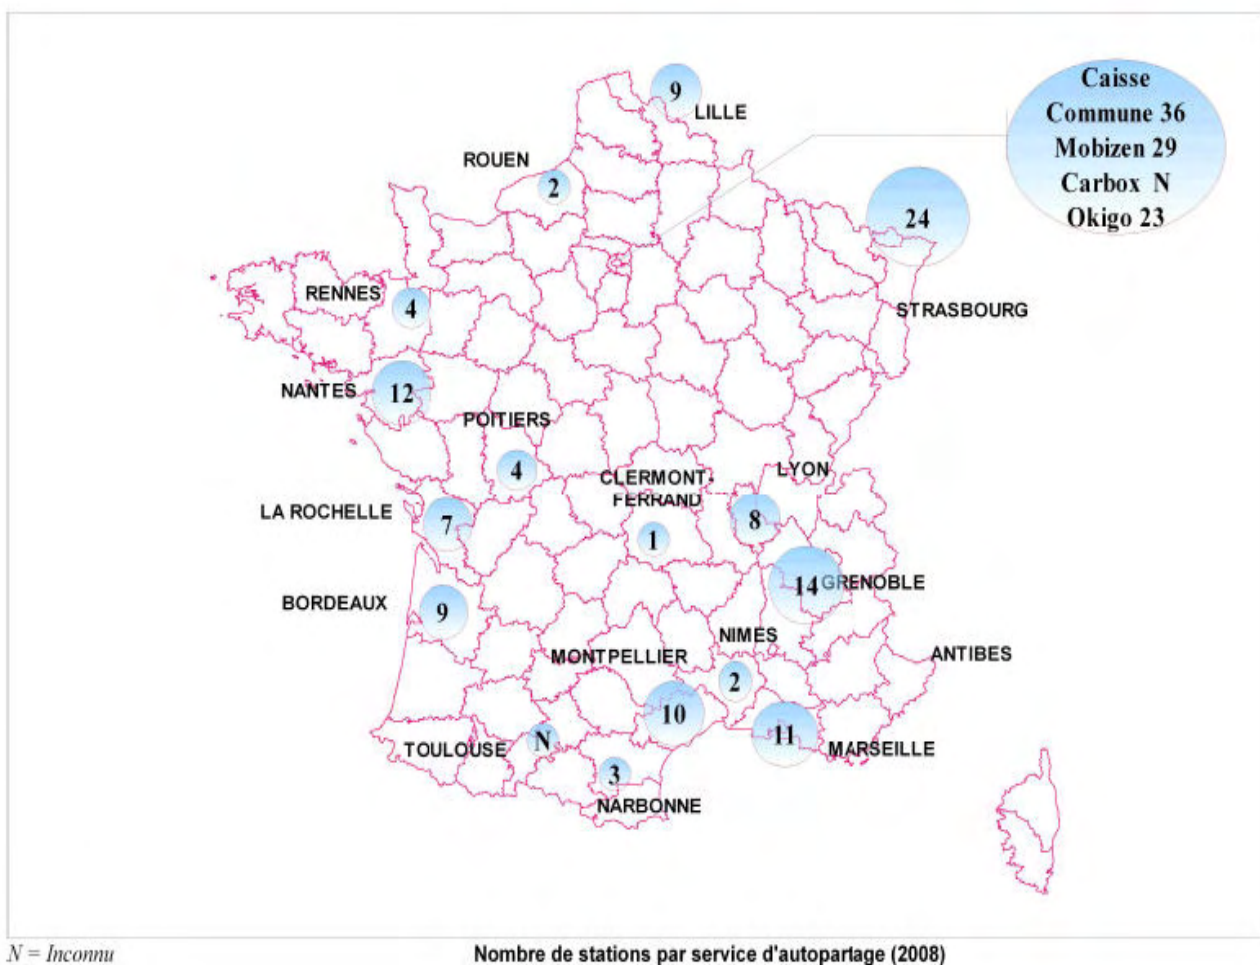 Caisse
Commune 36
Mobizen 29
Carbox N
Okigo 23
9
LILLE
ROUEN
2
24
RENNES
4
STRASBOURG
NANTES
12
POITIERS
4
CLERMONT-
FERRAND
LYON
LA ROCHELLE
7
1
8
14
GRENOBLE
BORDEAUX
9
NIMES
MONTPELLIER
ANTIBES
2
10
11
TOULOUSE
N
MARSEILLE
3
NARBONNE
N = Inconnu
Nombre de stations par service d'autopartage (2008)